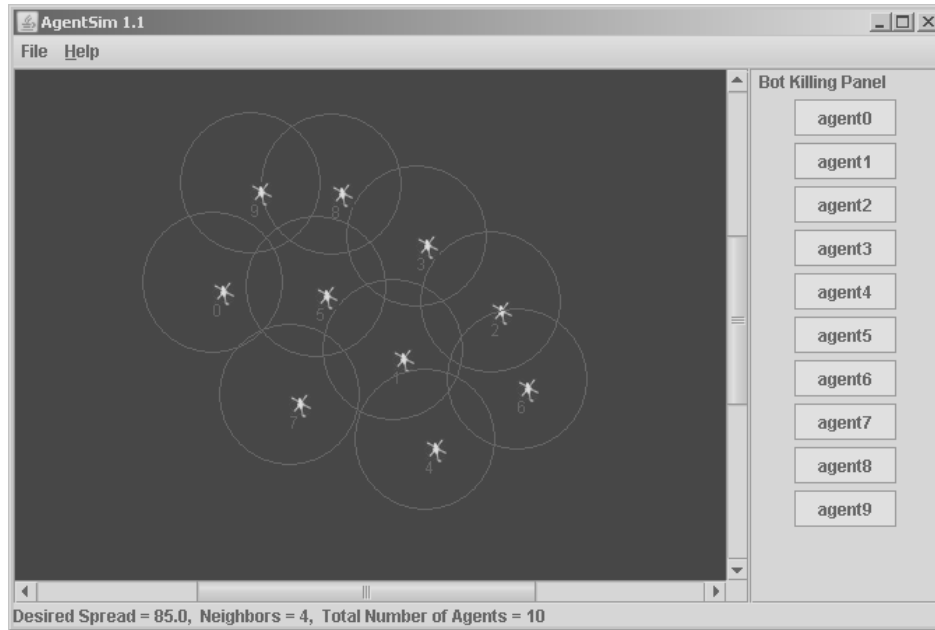 AgentSim 1.1
File Help
Bot Killing Panel
agent0
agent1
agent2
agent3
agent4
agent5
agent6
agent7
agent8
agent9
9
8
3
0
5
2
1
6
7
4
Desired Spread = 85.0, Neighbors = 4, Total Number of Agents = 10